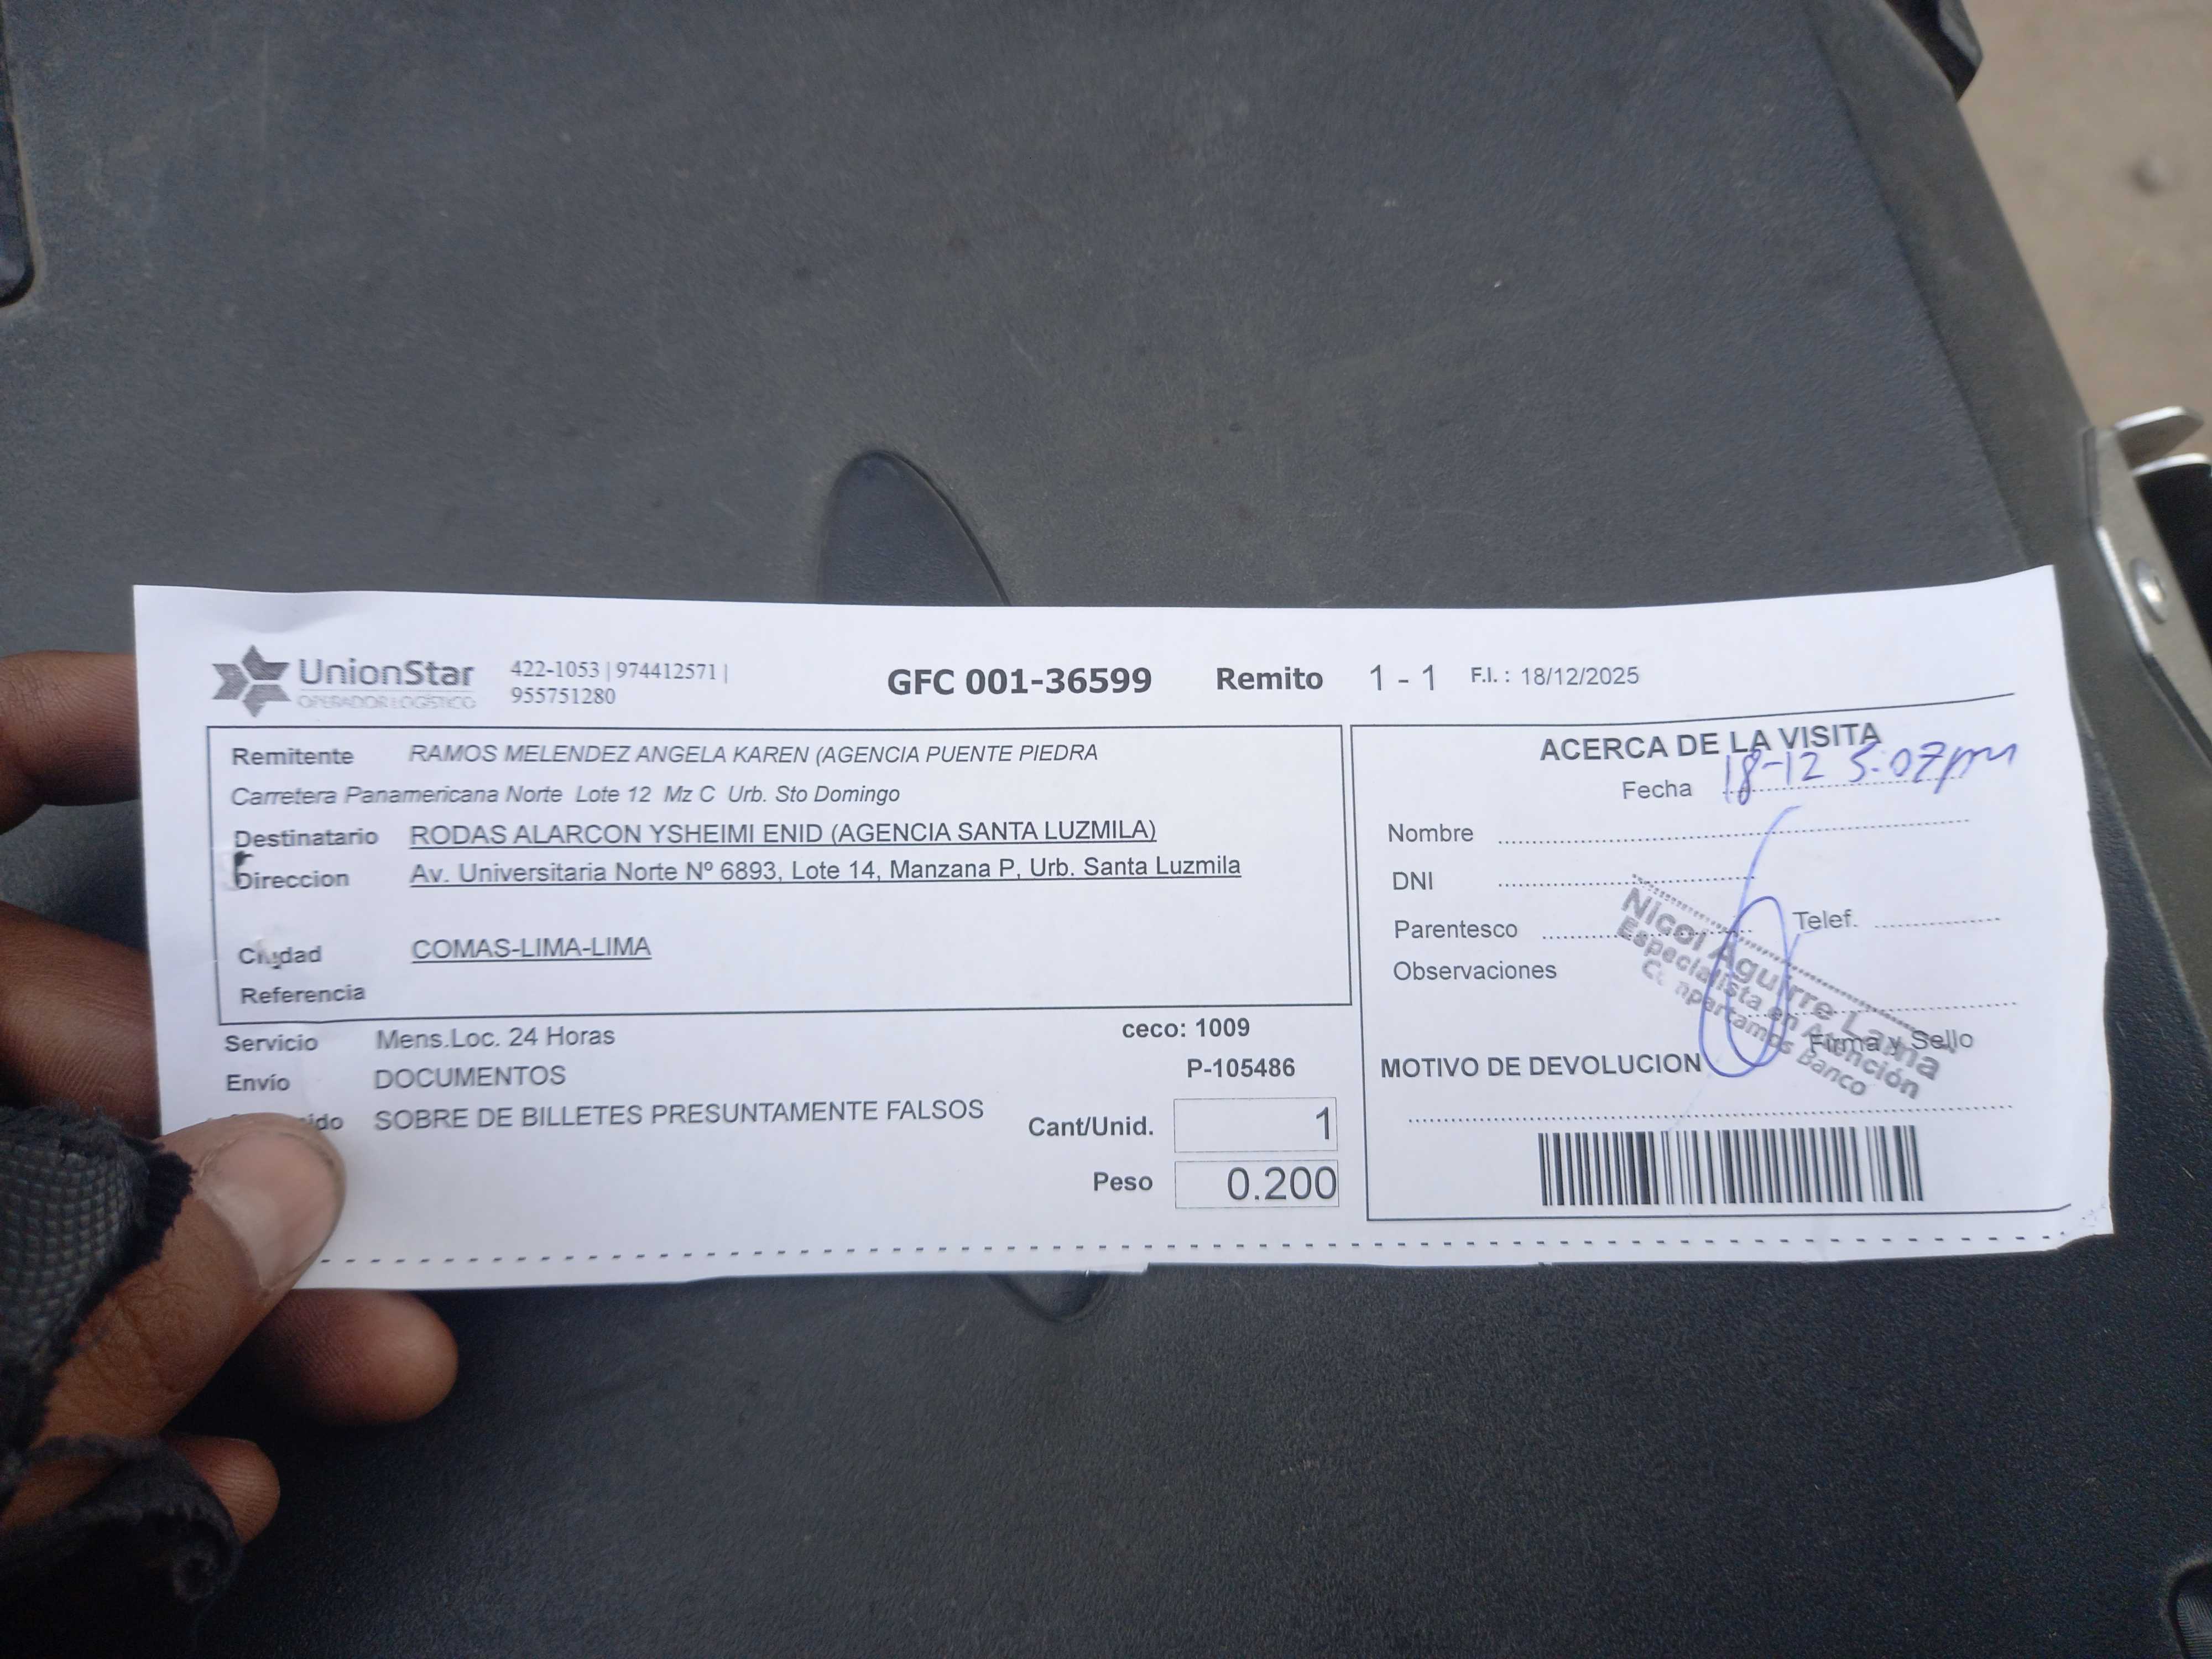 UnionStar
OPERADOR LOGÍSTICO
422-1053 | 974412571 |
955751280
GFC 001-36599 Remito 1 - 1 F.I. : 18/12/2025
Remitente RAMOS MELENDEZ ANGELA KAREN (AGENCIA PUENTE PIEDRA
Carretera Panamericana Norte Lote 12 Mz C Urb. Sto Domingo
Destinatario RODAS ALARCON YSHEIMI ENID (AGENCIA SANTA LUZMILA)
Direccion Av. Universitaria Norte Nº 6893, Lote 14, Manzana P, Urb. Santa Luzmila
Ciudad COMAS-LIMA-LIMA
Referencia
Servicio Mens.Loc. 24 Horas ceco: 1009
Envío DOCUMENTOS P-105486
ido SOBRE DE BILLETES PRESUNTAMENTE FALSOS
Cant/Unid. 1
Peso 0.200
ACERCA DE LA VISITA
Fecha 18-12 5:07pm
Nombre
DNI
Parentesco Telef.
Observaciones
Nicol Aguirre Lama
Especialista en Atención
Compartamos Banco
Firma y Sello
MOTIVO DE DEVOLUCION